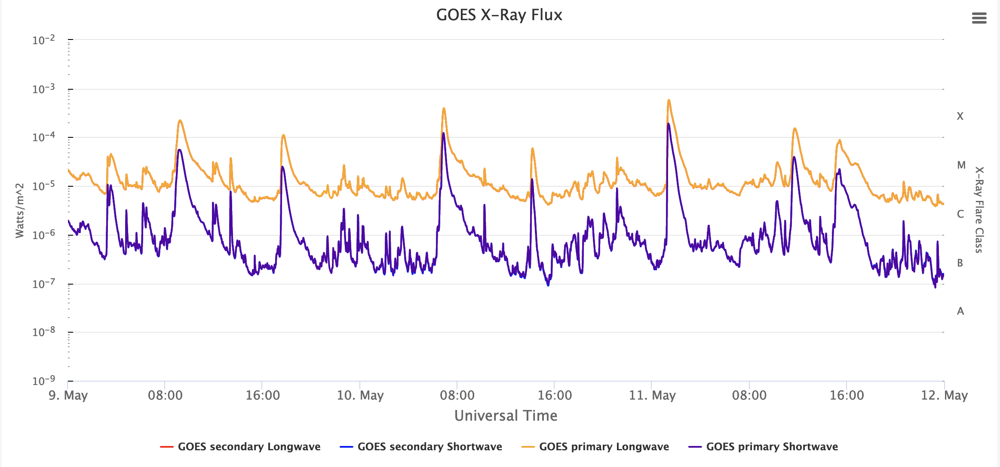 GOES X-Ray Flux
10⁻²
10⁻³
10⁻⁴
10⁻⁵
10⁻⁶
10⁻⁷
10⁻⁸
10⁻⁹
Watts/m^2
X
M
C
B
A
X-Ray Flare Class
9. May 08:00 16:00 10. May 08:00 16:00 11. May 08:00 16:00 12. May
Universal Time
GOES secondary Longwave GOES secondary Shortwave GOES primary Longwave GOES primary Shortwave